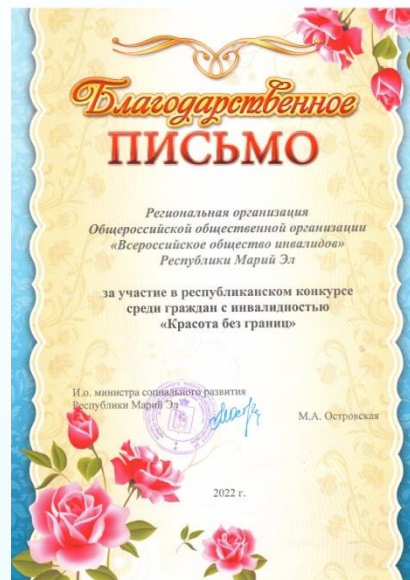 Благодарственное
ПИСЬМО
Региональная организация
Общероссийской общественной организации
«Всероссийское общество инвалидов»
Республики Марий Эл
за участие в республиканском конкурсе
среди граждан с инвалидностью
«Красота без границ»
И.о. министра социального развития
Республики Марий Эл
М.А. Островская
2022 г.